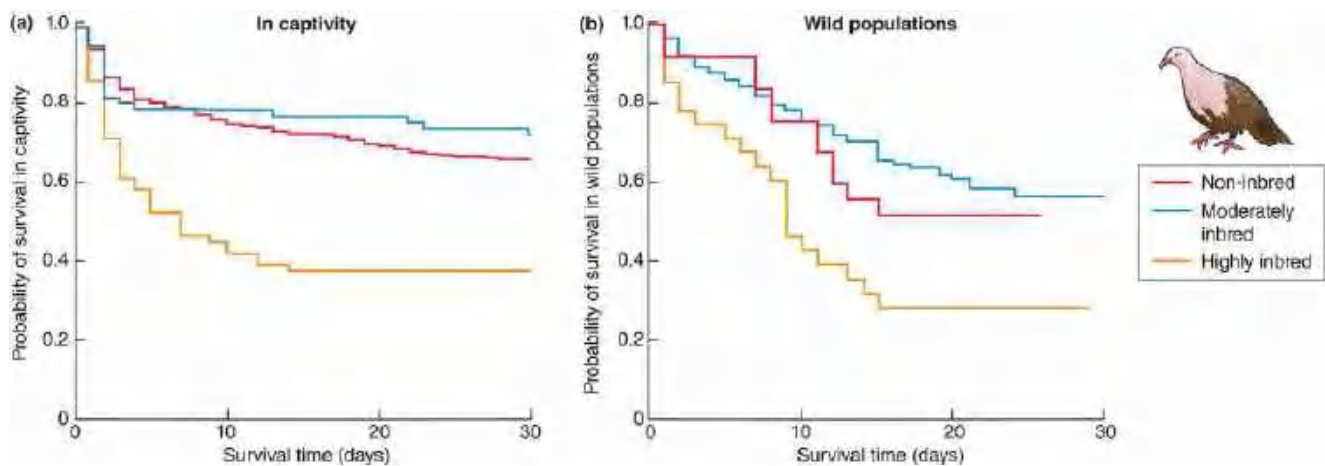 (a) In captivity
Probability of survival in captivity
1.0
0.8
0.6
0.4
0.2
0
0 10 20 30
Survival time (days)
(b) Wild populations
Probability of survival in wild populations
1.0
0.8
0.6
0.4
0.2
0
0 10 20 30
Survival time (days)
Non-inbred
Moderately
inbred
Highly inbred